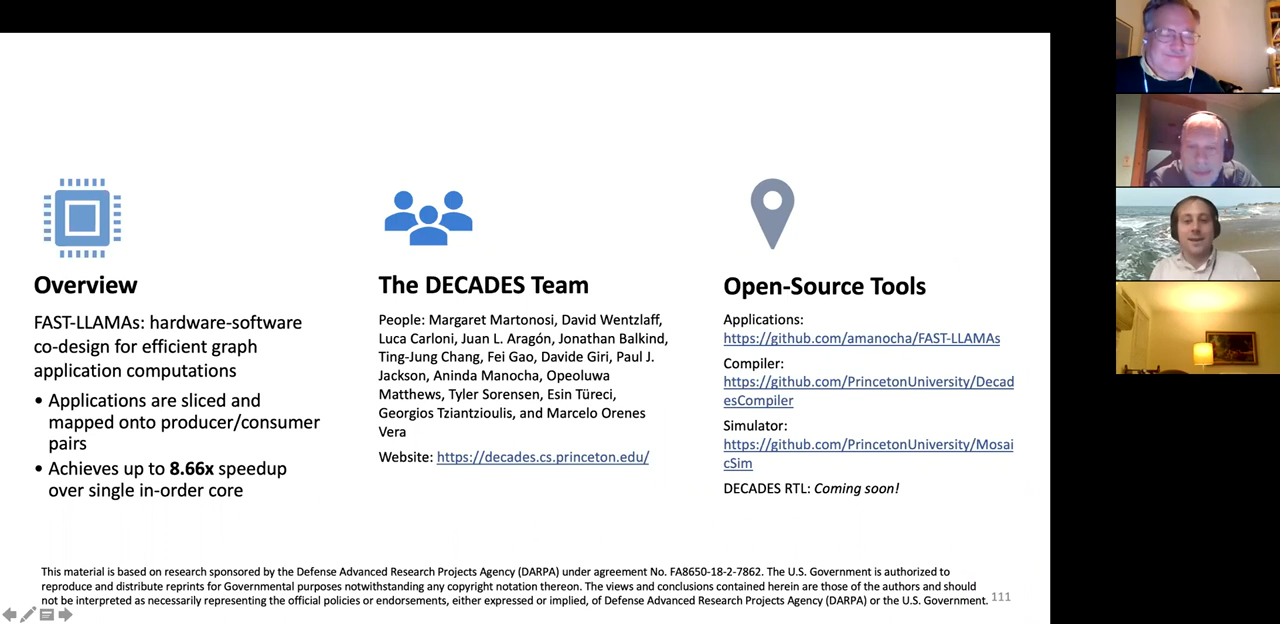 Overview
FAST-LLAMAs: hardware-software
co-design for efficient graph
application computations
• Applications are sliced and
mapped onto producer/consumer
pairs
• Achieves up to 8.66x speedup
over single in-order core
The DECADES Team
People: Margaret Martonosi, David Wentzlaff,
Luca Carloni, Juan L. Aragón, Jonathan Balkind,
Ting-Jung Chang, Fei Gao, Davide Giri, Paul J.
Jackson, Aninda Manocha, Opeoluwa
Matthews, Tyler Sorensen, Esin Türeci,
Georgios Tziantzioulis, and Marcelo Orenes
Vera
Website: https://decades.cs.princeton.edu/
Open-Source Tools
Applications:
https://github.com/amanocha/FAST-LLAMAs
Compiler:
https://github.com/PrincetonUniversity/Decad
esCompiler
Simulator:
https://github.com/PrincetonUniversity/Mosai
cSim
DECADES RTL: Coming soon!
This material is based on research sponsored by the Defense Advanced Research Projects Agency (DARPA) under agreement No. FA8650-18-2-7862. The U.S. Government is authorized to
reproduce and distribute reprints for Governmental purposes notwithstanding any copyright notation thereon. The views and conclusions contained herein are those of the authors and should
not be interpreted as necessarily representing the official policies or endorsements, either expressed or implied, of Defense Advanced Research Projects Agency (DARPA) or the U.S. Government.
111